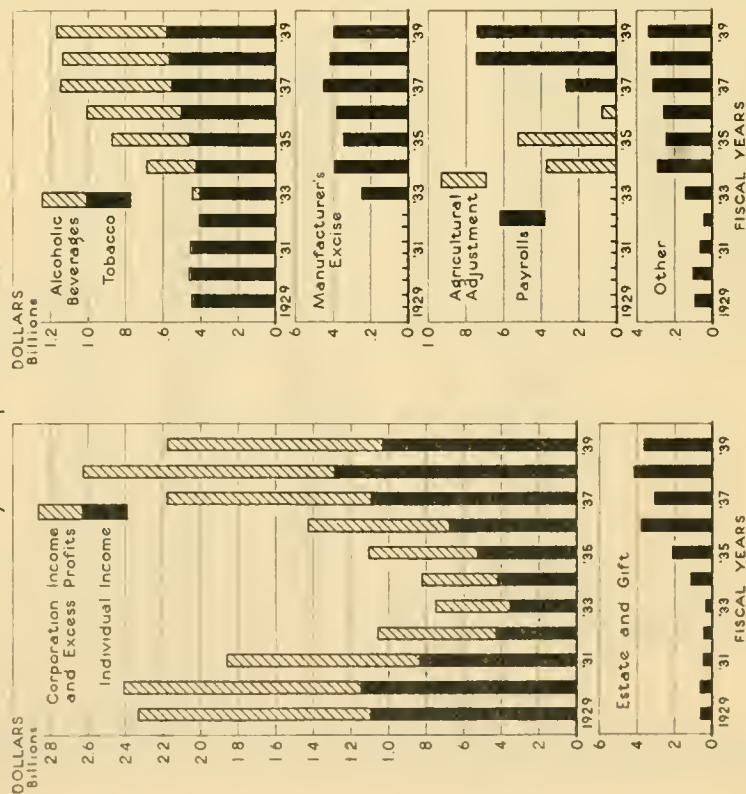 DOLLARS
Billions
2.8
2.6
2.4
2.2
2.0
1.8
1.6
1.4
1.2
1.0
.8
.6
.4
.2
0
Corporation Income
and Excess Profits
Individual Income
1929 '31 '33 '35 '37 '39
Estate and Gift
.6
.4
.2
0
1929 '31 '33 '35 '37 '39
FISCAL YEARS
DOLLARS
Billions
1.2
1.0
.8
.6
.4
.2
0
Alcoholic
Beverages
Tobacco
1929 '31 '33 '35 '37 '39
Manufacturer's
Excise
.6
.4
.2
0
1929 '31 '33 '35 '37 '39
Agricultural
Adjustment
Payrolls
1.0
.8
.6
.4
.2
0
1929 '31 '33 '35 '37 '39
Other
.4
.2
0
1929 '31 '33 '35 '37 '39
FISCAL YEARS